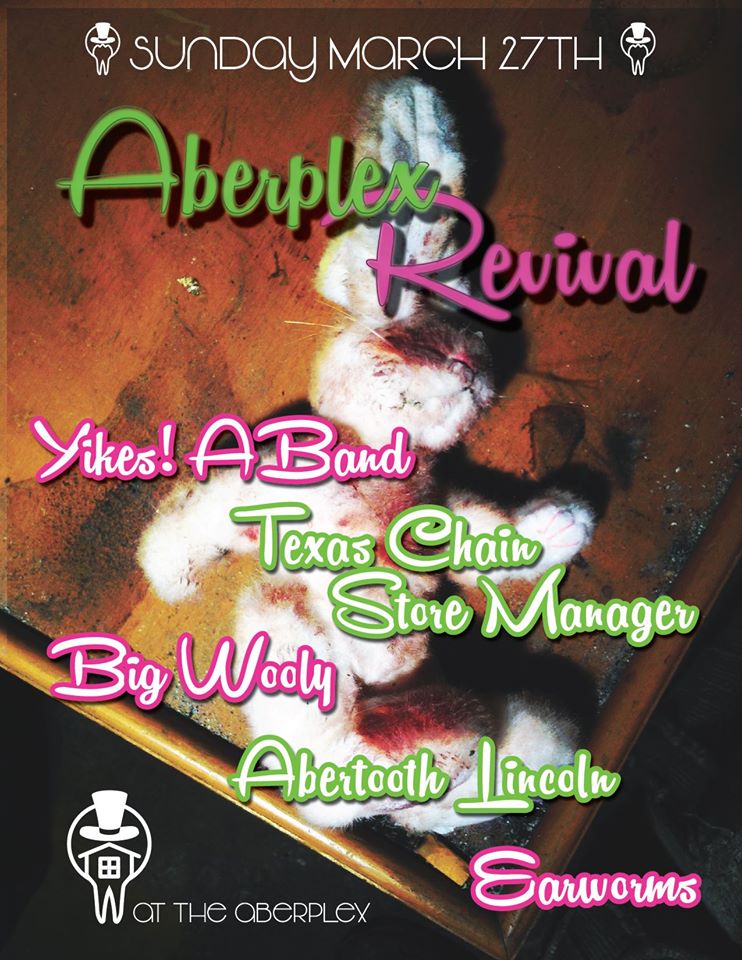 SUNDAY MARCH 27TH
Aberplex
Revival
Yikes! A Band
Texas Chain
Store Manager
Big Wooly
Abertooth Lincoln
Earworms
AT THE ABERPLEX